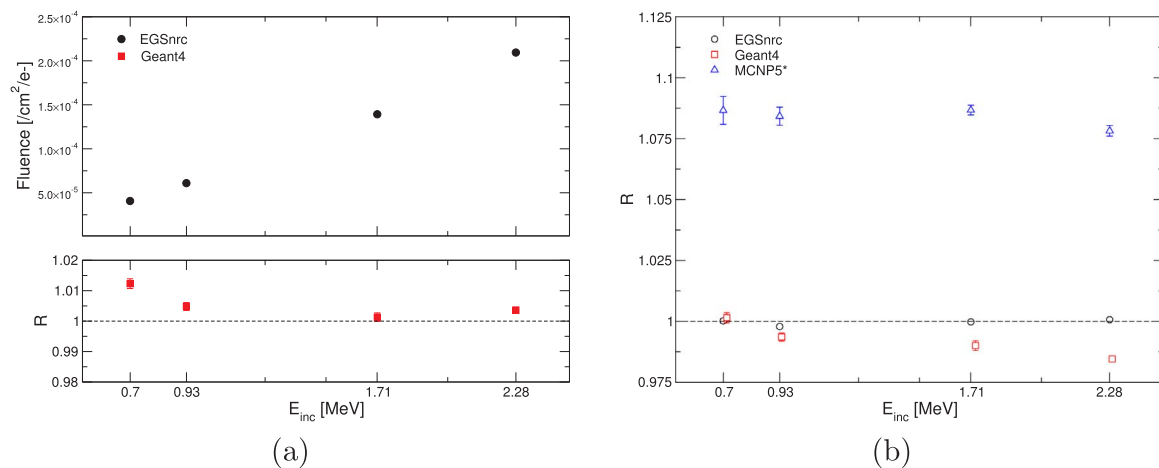 2.5×10⁻⁴
2.0×10⁻⁴
1.5×10⁻⁴
1.0×10⁻⁴
5.0×10⁻⁵
Fluence [/cm²/e-]
EGSnrc
Geant4
1.02
1.01
1
0.99
0.98
R
0.7 0.93 1.71 2.28
E_inc [MeV]
(a)
1.125
1.1
1.075
1.05
1.025
1
0.975
R
EGSnrc
Geant4
MCNP5*
0.7 0.93 1.71 2.28
E_inc [MeV]
(b)